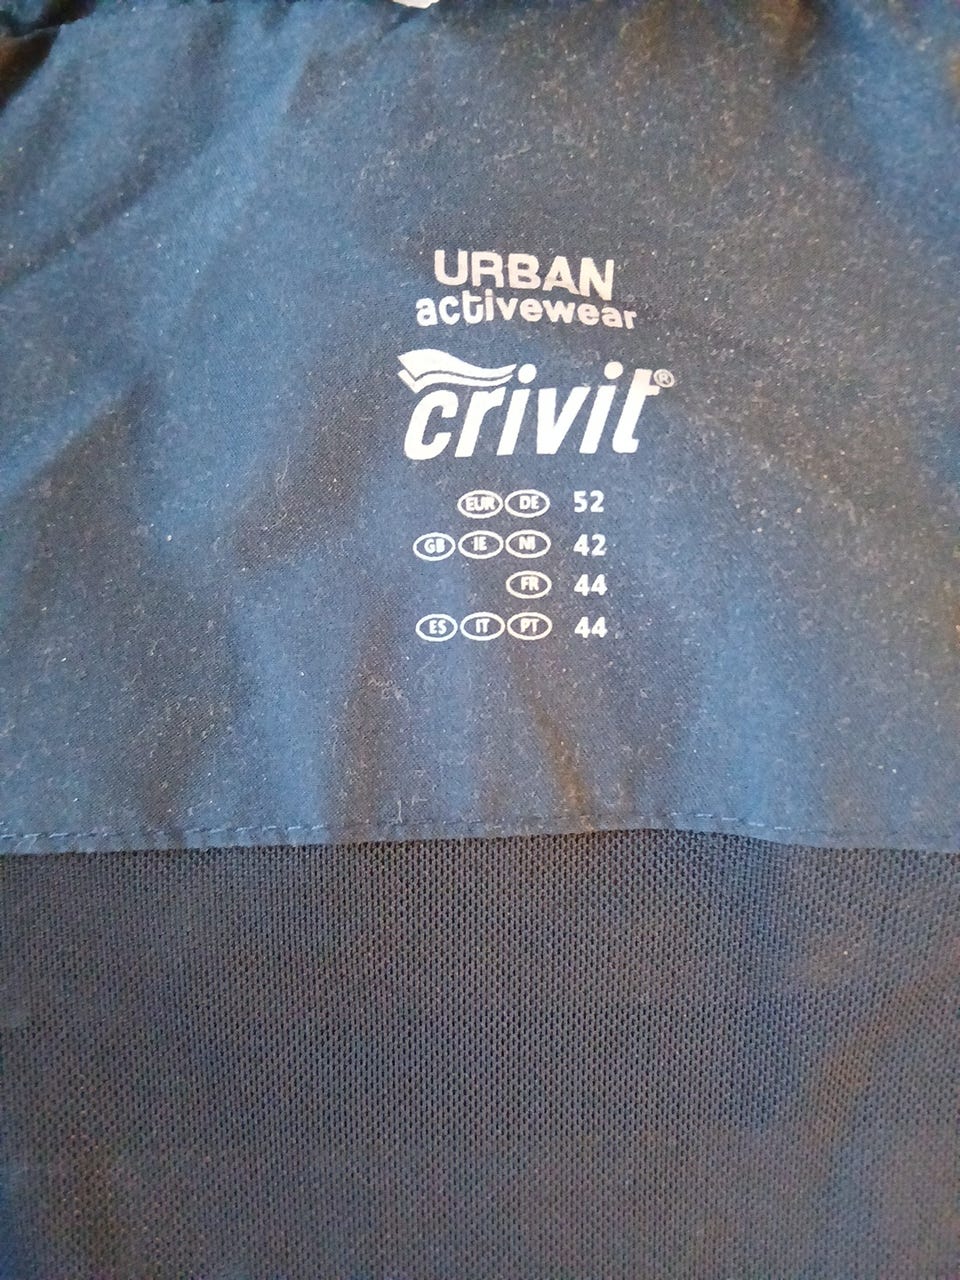 URBAN
activewear
crivit®
EUR DE 52
GB IE NI 42
FR 44
ES IT PT 44